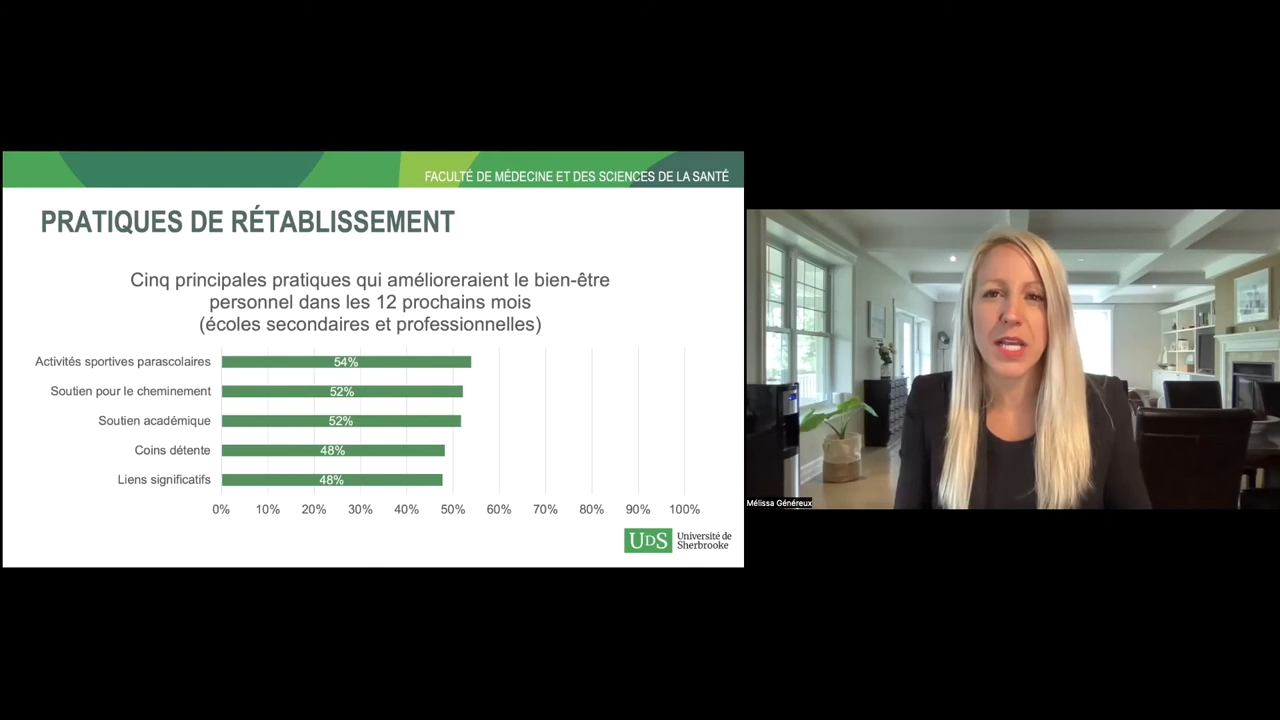 FACULTÉ DE MÉDECINE ET DES SCIENCES DE LA SANTÉ
PRATIQUES DE RÉTABLISSEMENT
Cinq principales pratiques qui amélioreraient le bien-être
personnel dans les 12 prochains mois
(écoles secondaires et professionnelles)
Activités sportives parascolaires 54%
Soutien pour le cheminement 52%
Soutien académique 52%
Coins détente 48%
Liens significatifs 48%
0% 10% 20% 30% 40% 50% 60% 70% 80% 90% 100%
UDS Université de
Sherbrooke
Mélissa Généreux